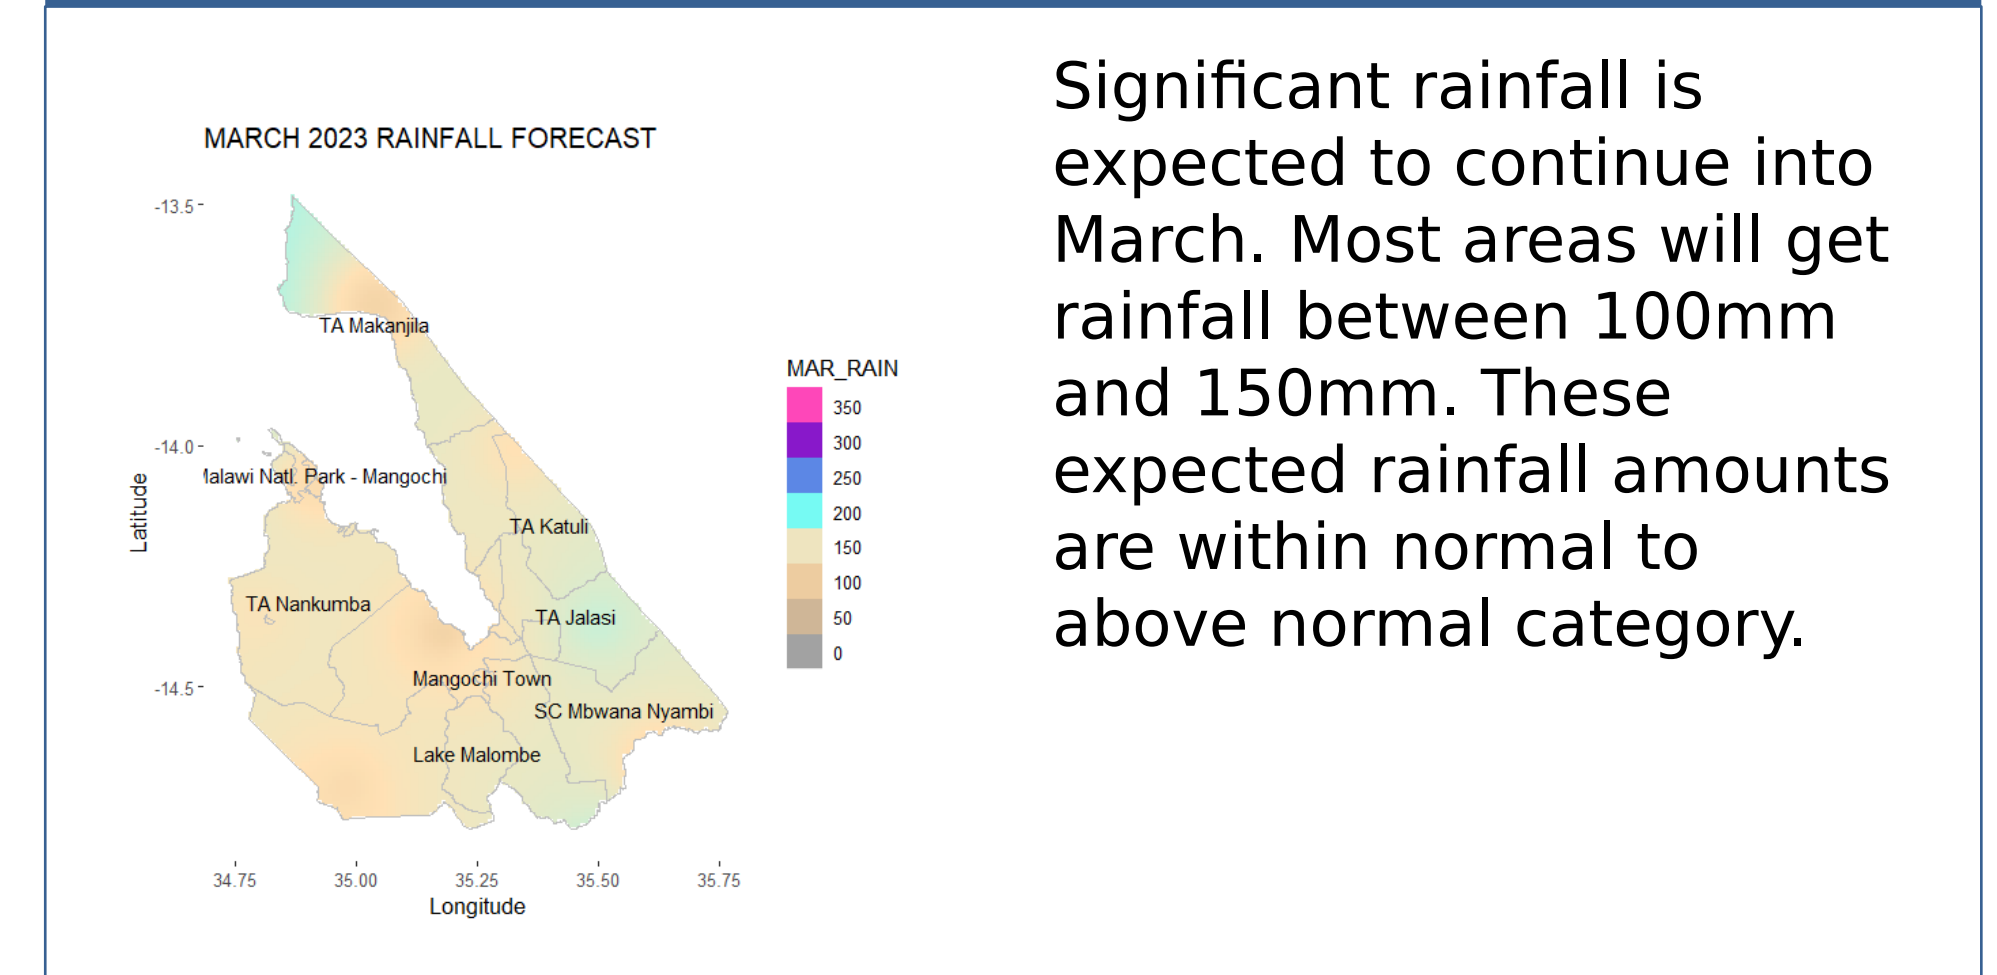 MARCH 2023 RAINFALL FORECAST
-13.5
TA Makanjila
-14.0
Malawi Natl. Park - Mangochi
Latitude
TA Katuli
TA Nankumba
TA Jalasi
-14.5
Mangochi Town
SC Mbwana Nyambi
Lake Malombe
34.75 35.00 35.25 35.50 35.75
Longitude
MAR_RAIN
350
300
250
200
150
100
50
0
Significant rainfall is
expected to continue into
March. Most areas will get
rainfall between 100mm
and 150mm. These
expected rainfall amounts
are within normal to
above normal category.